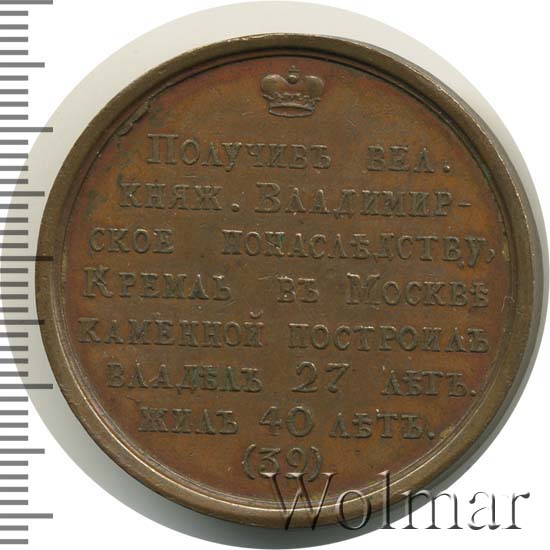 Получивъ вел.
княж. Владимир-
ское понаслѣдству,
Кремль въ Москвѣ
каменной построилъ
владѣлъ 27 лѣтъ.
жилъ 40 лѣтъ.
(39)
Wolmar